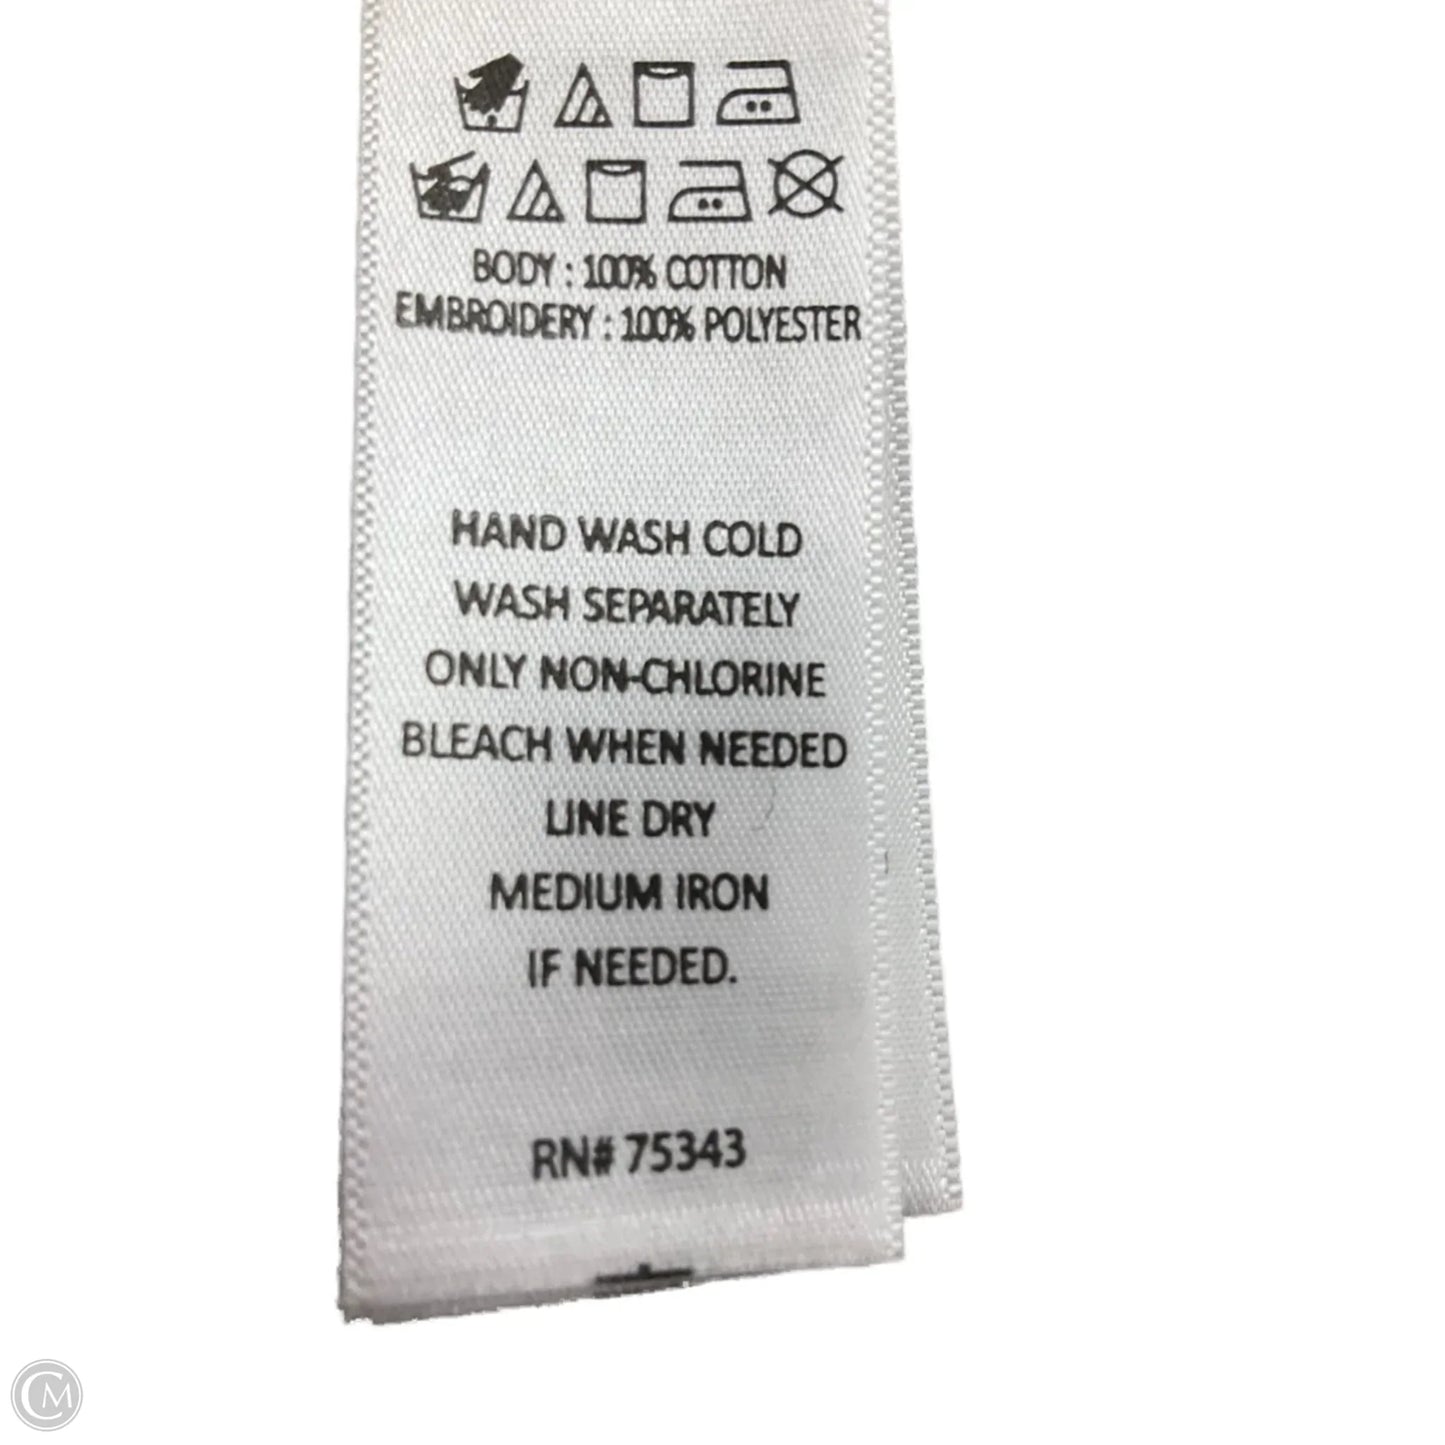 BODY : 100% COTTON
EMBROIDERY : 100% POLYESTER
HAND WASH COLD
WASH SEPARATELY
ONLY NON-CHLORINE
BLEACH WHEN NEEDED
LINE DRY
MEDIUM IRON
IF NEEDED.
RN# 75343
CM